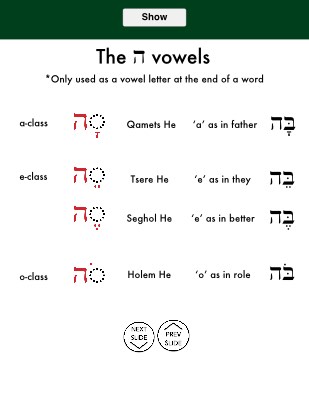 Show
The ה vowels
*Only used as a vowel letter at the end of a word
a-class ◌ָה Qamets He 'a' as in father בָּה
e-class ◌ֵה Tsere He 'e' as in they בֵּה
◌ֶה Seghol He 'e' as in better בֶּה
o-class ◌ֹה Holem He 'o' as in role בֹּה
NEXT SLIDE
PREV SLIDE